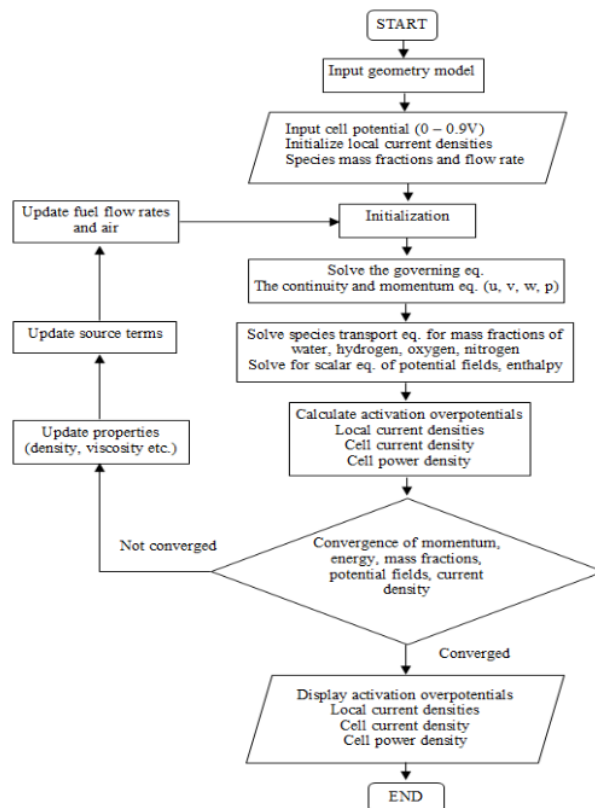 START
Input geometry model
Input cell potential (0 – 0.9V)
Initialize local current densities
Species mass fractions and flow rate
Update fuel flow rates
and air
Initialization
Solve the governing eq.
The continuity and momentum eq. (u, v, w, p)
Update source terms
Solve species transport eq. for mass fractions of
water, hydrogen, oxygen, nitrogen
Solve for scalar eq. of potential fields, enthalpy
Update properties
(density, viscosity etc.)
Calculate activation overpotentials
Local current densities
Cell current density
Cell power density
Not converged
Convergence of momentum,
energy, mass fractions,
potential fields, current
density
Converged
Display activation overpotentials
Local current densities
Cell current density
Cell power density
END